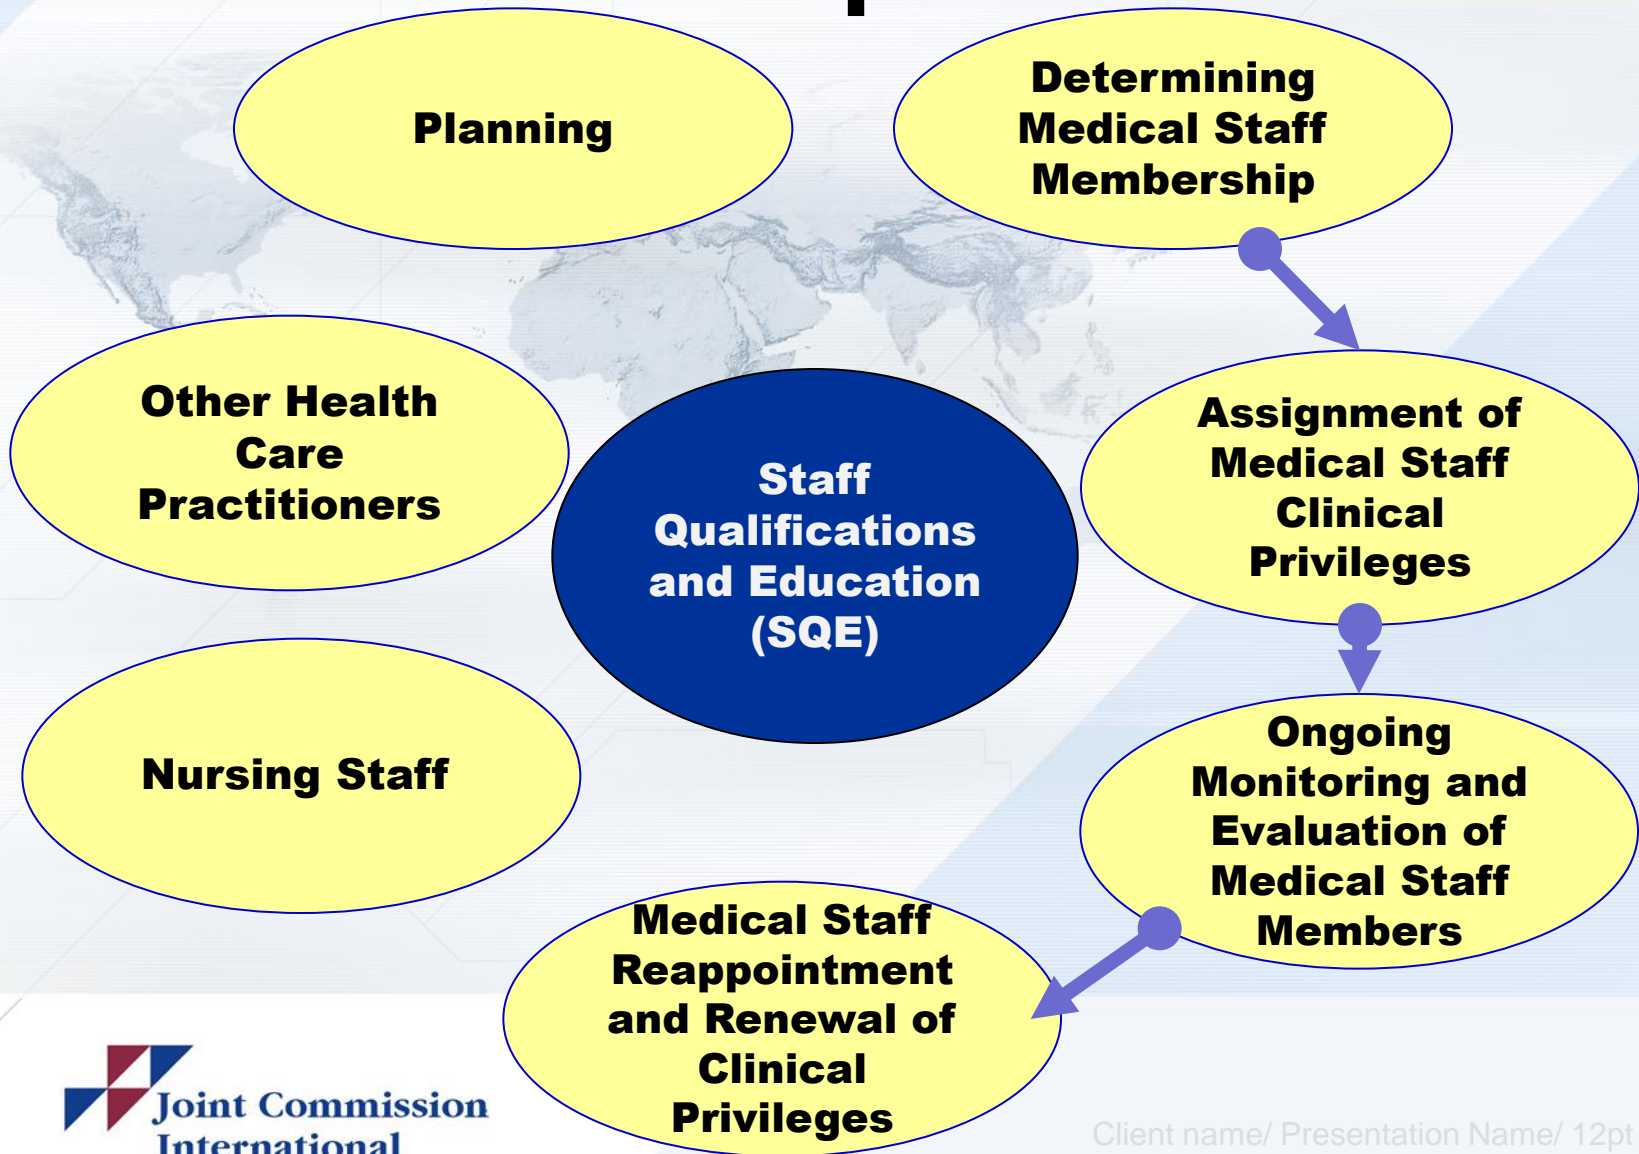 Planning
Determining
Medical Staff
Membership
Other Health
Care
Practitioners
Staff
Qualifications
and Education
(SQE)
Assignment of
Medical Staff
Clinical
Privileges
Nursing Staff
Ongoing
Monitoring and
Evaluation of
Medical Staff
Members
Medical Staff
Reappointment
and Renewal of
Clinical
Privileges
Joint Commission
International
Client name/ Presentation Name/ 12pt